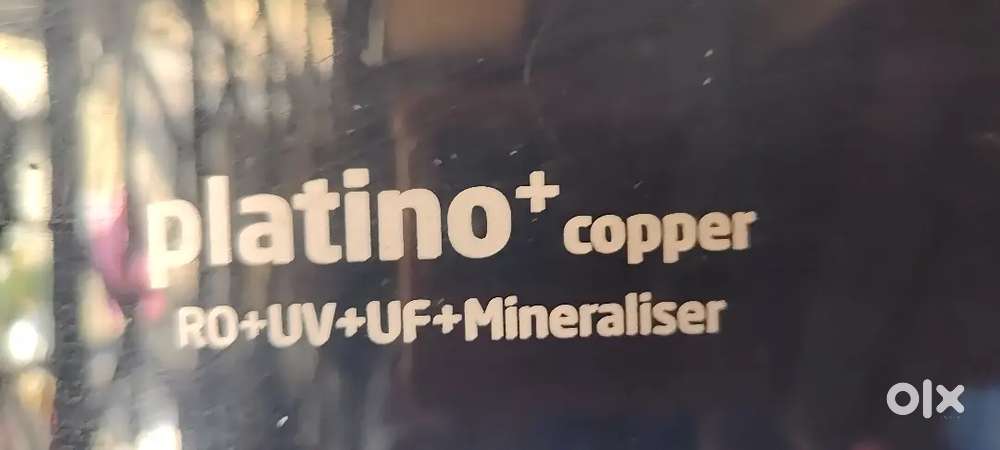 platino+ copper
RO+UV+UF+Mineraliser
olx